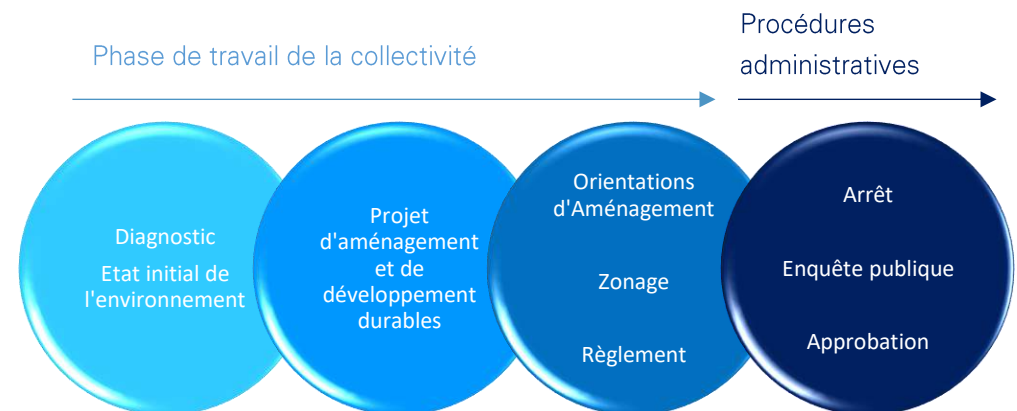 Phase de travail de la collectivité
Procédures
administratives
Diagnostic
Etat initial de
l'environnement
Projet
d'aménagement
et de
développement
durables
Orientations
d'Aménagement
Zonage
Règlement
Arrêt
Enquête publique
Approbation